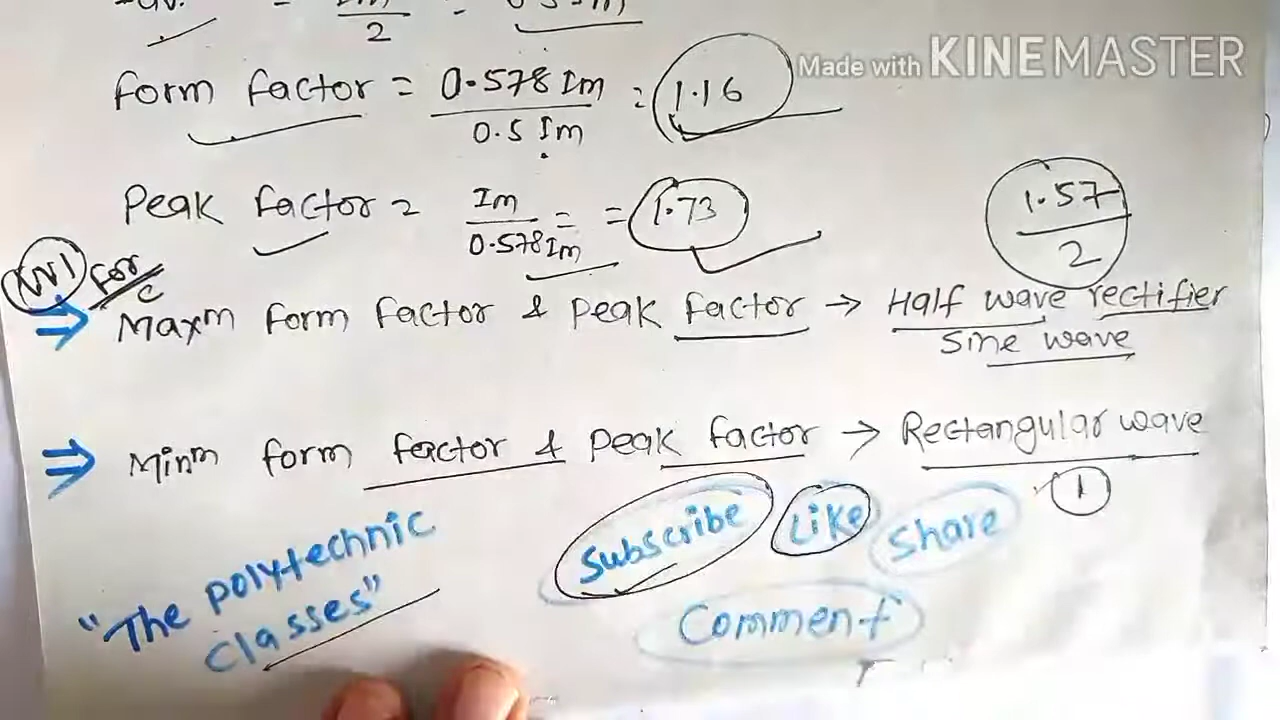 2
Made with KINEMASTER
form factor = 0.578 Im / 0.5 Im = 1.16
Peak factor = Im / 0.578 Im = = 1.73
1.57 / 2
VVI For
c
⇒ Maxm form factor & Peak factor → Half wave rectifier
Sine wave
⇒ Minm form factor & Peak factor → Rectangular wave
1
Subscribe Like Share
"The polytechnic
classes"
Comment